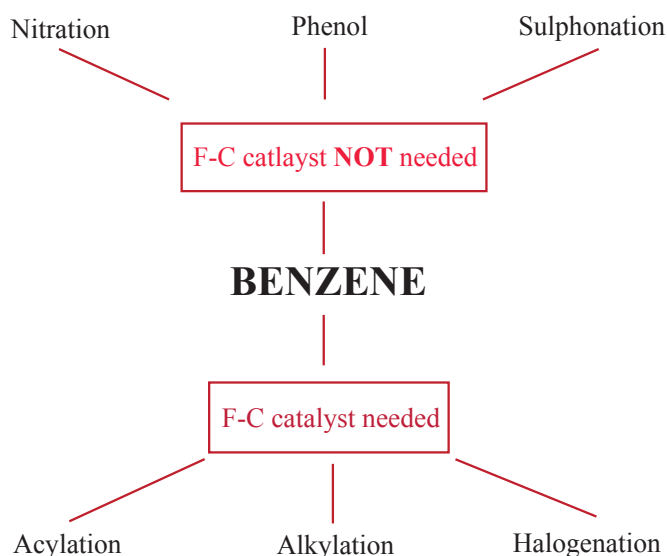 Nitration
Phenol
Sulphonation
F-C catlayst NOT needed
BENZENE
F-C catalyst needed
Acylation
Alkylation
Halogenation